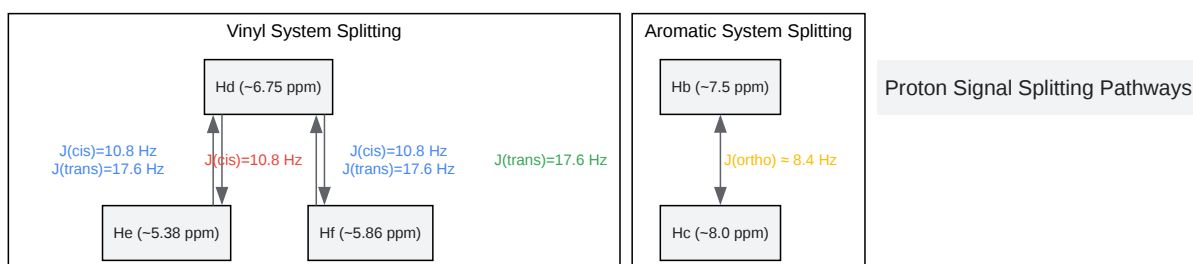 Vinyl System Splitting
Aromatic System Splitting
Hd (~6.75 ppm)
Hb (~7.5 ppm)
Proton Signal Splitting Pathways
J(cis)=10.8 Hz
J(trans)=17.6 Hz
J(cis)=10.8 Hz
J(cis)=10.8 Hz
J(trans)=17.6 Hz
J(trans)=17.6 Hz
J(ortho) ≈ 8.4 Hz
He (~5.38 ppm)
Hf (~5.86 ppm)
Hc (~8.0 ppm)